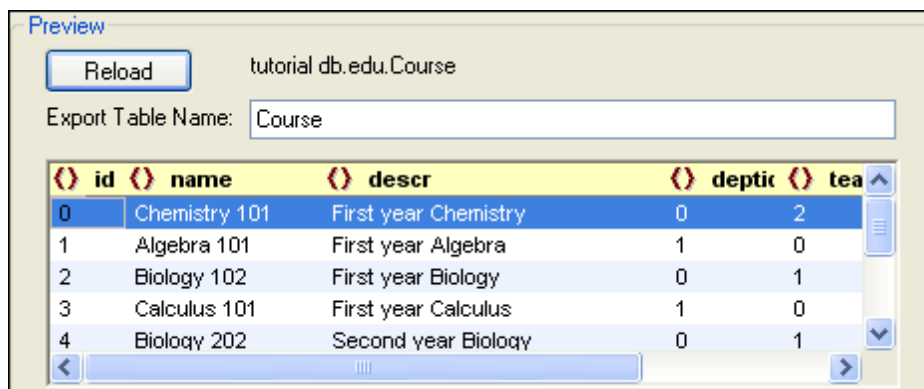 Preview
Reload tutorial db.edu.Course
Export Table Name: Course
<> id <> name <> descr <> deptid <> tea
0 Chemistry 101 First year Chemistry 0 2
1 Algebra 101 First year Algebra 1 0
2 Biology 102 First year Biology 0 1
3 Calculus 101 First year Calculus 1 0
4 Biology 202 Second year Biology 0 1